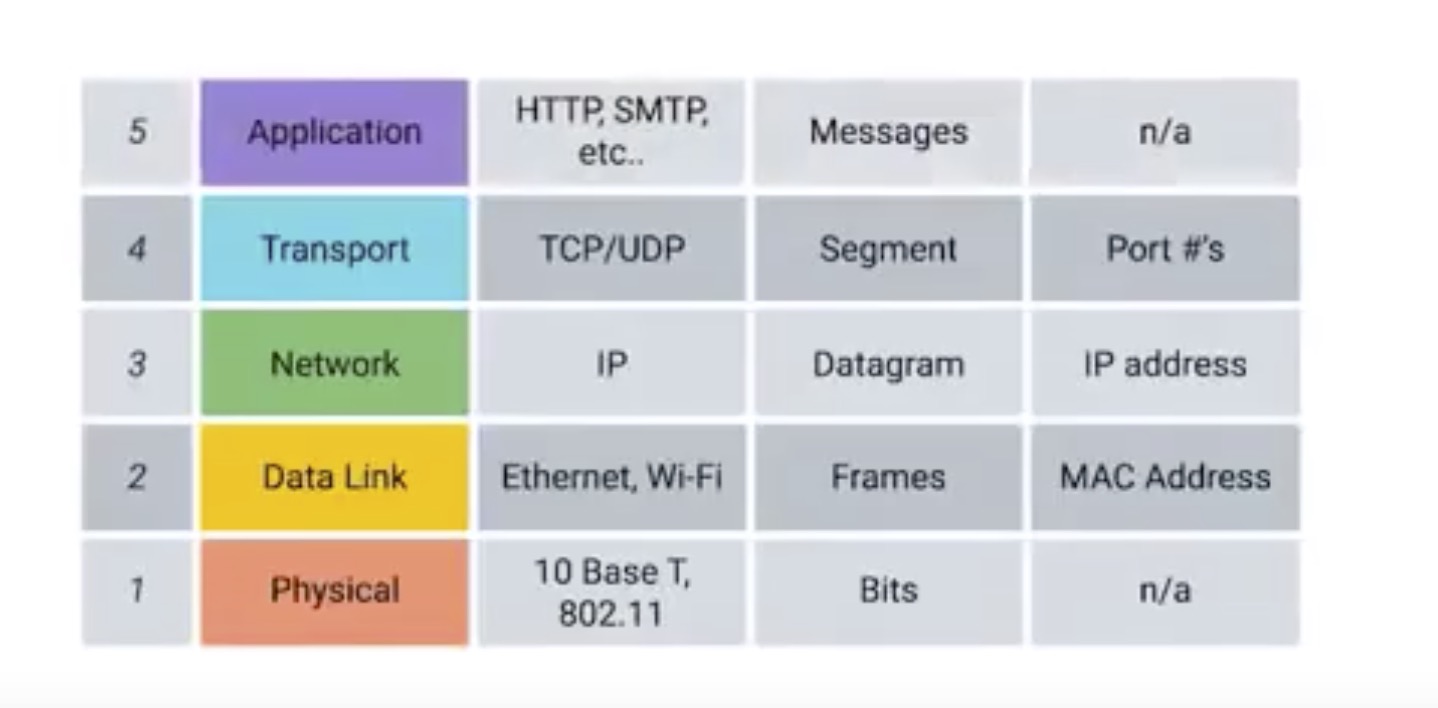 5 Application HTTP, SMTP, etc.. Messages n/a
4 Transport TCP/UDP Segment Port #'s
3 Network IP Datagram IP address
2 Data Link Ethernet, Wi-Fi Frames MAC Address
1 Physical 10 Base T, 802.11 Bits n/a